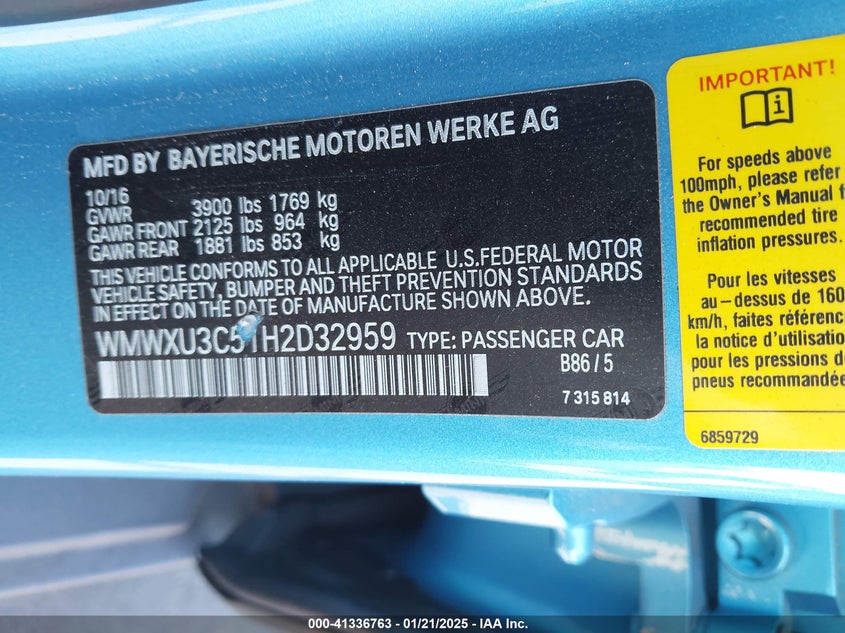 MFD BY BAYERISCHE MOTOREN WERKE AG
10/16
GVWR 3900 lbs 1769 kg
GAWR FRONT 2125 lbs 964 kg
GAWR REAR 1881 lbs 853 kg
THIS VEHICLE CONFORMS TO ALL APPLICABLE U.S.FEDERAL MOTOR
VEHICLE SAFETY, BUMPER AND THEFT PREVENTION STANDARDS
IN EFFECT ON THE DATE OF MANUFACTURE SHOWN ABOVE.
WMWXU3C51H2D32959 TYPE: PASSENGER CAR
B86 / 5
7 315 814
IMPORTANT!
For speeds above
100mph, please refer
the Owner's Manual f
recommended tire
inflation pressures.
Pour les vitesses
au-dessus de 160
km/h, faites référenc
la notice d'utilisation
pour les pressions de
pneus recommandée
6859729
000-41336763 - 01/21/2025 - IAA Inc.